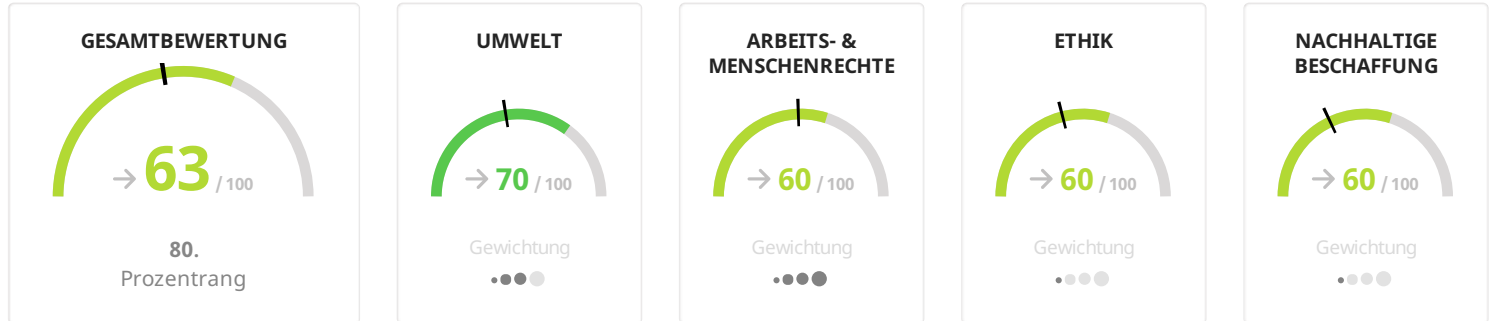 GESAMTBEWERTUNG
→ 63 / 100
80.
Prozentrang
UMWELT
→ 70 / 100
Gewichtung
ARBEITS- &
MENSCHENRECHTE
→ 60 / 100
Gewichtung
ETHIK
→ 60 / 100
Gewichtung
NACHHALTIGE
BESCHAFFUNG
→ 60 / 100
Gewichtung